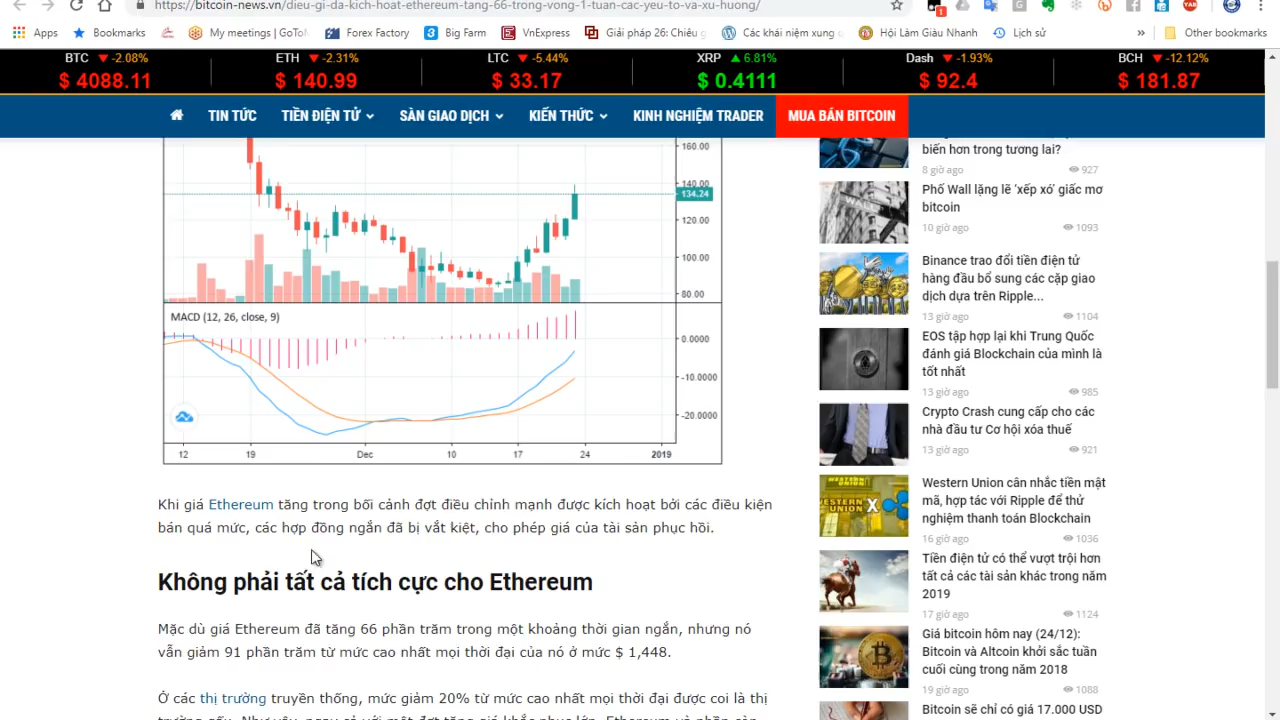 https://bitcoin-news.vn/dieu-gi-da-kich-hoat-ethereum-tang-66-trong-vong-1-tuan-cac-yeu-to-va-xu-huong/
Apps
Bookmarks
My meetings | GoToM
Forex Factory
Big Farm
VnExpress
Giải pháp 26: Chiêu
Các khái niệm xung q
Hội Làm Giàu Nhanh
Lịch sử
»
Other bookmarks
BTC ▼ -2.08% ETH ▼ -2.31% LTC ▼ -5.44% XRP ▲ 6.81% Dash ▼ -1.93% BCH ▼ -12.12%
$ 4088.11 $ 140.99 $ 33.17 $ 0.4111 $ 92.4 $ 181.87
TIN TỨC TIỀN ĐIỆN TỬ SÀN GIAO DỊCH KIẾN THỨC KINH NGHIỆM TRADER MUA BÁN BITCOIN
160.00
140.00
134.24
120.00
100.00
80.00
MACD (12, 26, close, 9)
0.0000
-10.0000
-20.0000
12 19 Dec 10 17 24 2019
Khi giá Ethereum tăng trong bối cảnh đợt điều chỉnh mạnh được kích hoạt bởi các điều kiện
bán quá mức, các hợp đồng ngắn đã bị vắt kiệt, cho phép giá của tài sản phục hồi.
Không phải tất cả tích cực cho Ethereum
Mặc dù giá Ethereum đã tăng 66 phần trăm trong một khoảng thời gian ngắn, nhưng nó
vẫn giảm 91 phần trăm từ mức cao nhất mọi thời đại của nó ở mức $ 1,448.
Ở các thị trường truyền thống, mức giảm 20% từ mức cao nhất mọi thời đại được coi là thị
biến hơn trong tương lai?
8 giờ ago 927
Phố Wall lặng lẽ 'xếp xó' giấc mơ
bitcoin
10 giờ ago 1093
Binance trao đổi tiền điện tử
hàng đầu bổ sung các cặp giao
dịch dựa trên Ripple...
13 giờ ago 1104
EOS tập hợp lại khi Trung Quốc
đánh giá Blockchain của mình là
tốt nhất
13 giờ ago 985
Crypto Crash cung cấp cho các
nhà đầu tư Cơ hội xóa thuế
13 giờ ago 921
WESTERN UNION
Western Union cân nhắc tiền mật
mã, hợp tác với Ripple để thử
nghiệm thanh toán Blockchain
16 giờ ago 1036
Tiền điện tử có thể vượt trội hơn
tất cả các tài sản khác trong năm
2019
17 giờ ago 1124
Giá bitcoin hôm nay (24/12):
Bitcoin và Altcoin khởi sắc tuần
cuối cùng trong năm 2018
19 giờ ago 1088
Bitcoin sẽ chỉ có giá 17.000 USD